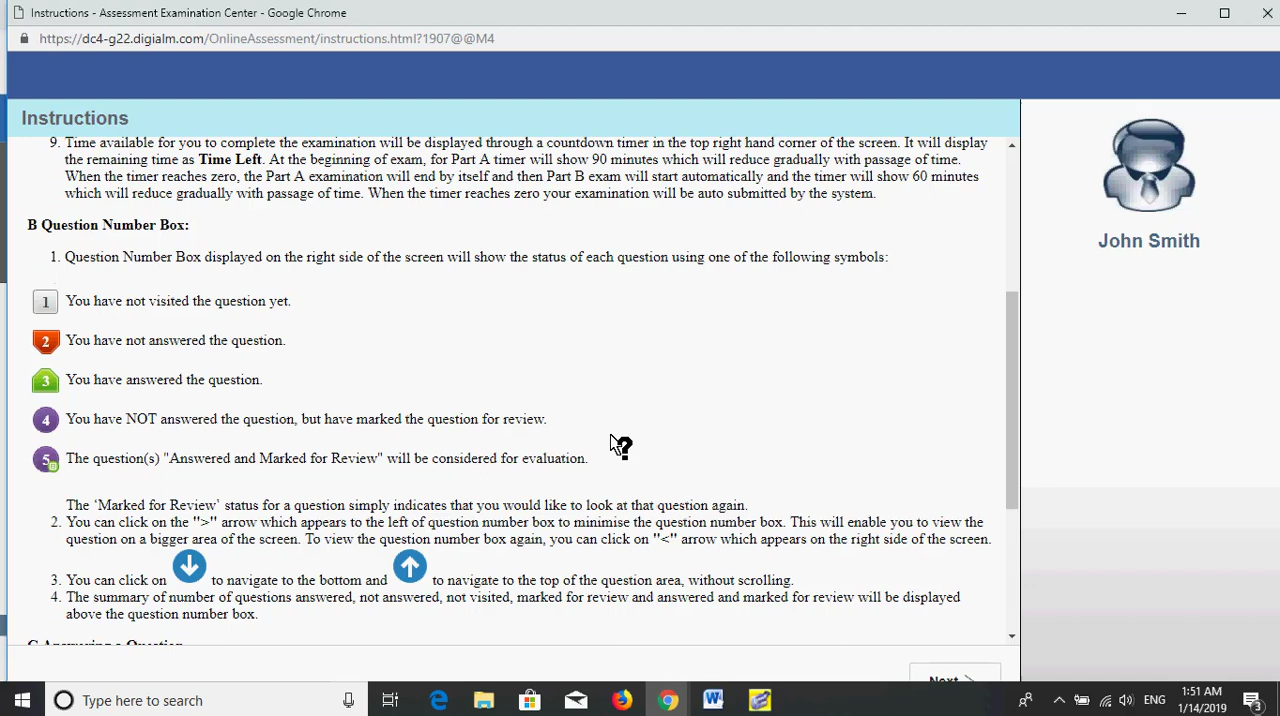 Instructions - Assessment Examination Center - Google Chrome
https://dc4-g22.digialm.com/OnlineAssessment/instructions.html?1907@@M4
Instructions
9. Time available for you to complete the examination will be displayed through a countdown timer in the top right hand corner of the screen. It will display
the remaining time as Time Left. At the beginning of exam, for Part A timer will show 90 minutes which will reduce gradually with passage of time.
When the timer reaches zero, the Part A examination will end by itself and then Part B exam will start automatically and the timer will show 60 minutes
which will reduce gradually with passage of time. When the timer reaches zero your examination will be auto submitted by the system.
B Question Number Box:
1. Question Number Box displayed on the right side of the screen will show the status of each question using one of the following symbols:
1 You have not visited the question yet.
2 You have not answered the question.
3 You have answered the question.
4 You have NOT answered the question, but have marked the question for review.
5 The question(s) "Answered and Marked for Review" will be considered for evaluation.
The ‘Marked for Review’ status for a question simply indicates that you would like to look at that question again.
2. You can click on the ">" arrow which appears to the left of question number box to minimise the question number box. This will enable you to view the
question on a bigger area of the screen. To view the question number box again, you can click on "<" arrow which appears on the right side of the screen.
3. You can click on to navigate to the bottom and to navigate to the top of the question area, without scrolling.
4. The summary of number of questions answered, not answered, not visited, marked for review and answered and marked for review will be displayed
above the question number box.
C Answering a Question
Next >
John Smith
Type here to search
ENG
1:51 AM
1/14/2019
3